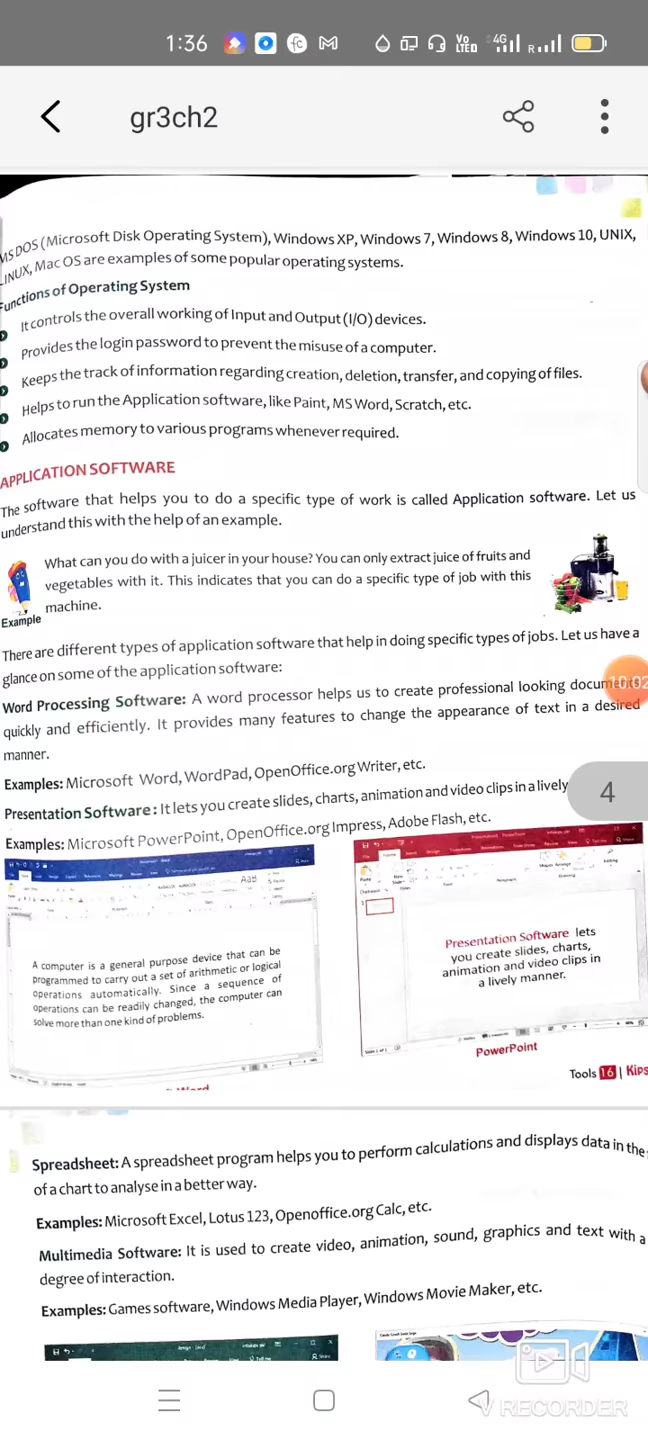 1:36
Vo LTED
4G
R
gr3ch2
MS DOS (Microsoft Disk Operating System), Windows XP, Windows 7, Windows 8, Windows 10, UNIX,
LINUX, Mac OS are examples of some popular operating systems.
Functions of Operating System
It controls the overall working of Input and Output (I/O) devices.
Provides the login password to prevent the misuse of a computer.
Keeps the track of information regarding creation, deletion, transfer, and copying of files.
Helps to run the Application software, like Paint, MS Word, Scratch, etc.
Allocates memory to various programs whenever required.
APPLICATION SOFTWARE
The software that helps you to do a specific type of work is called Application software. Let us
understand this with the help of an example.
What can you do with a juicer in your house? You can only extract juice of fruits and
vegetables with it. This indicates that you can do a specific type of job with this
machine.
Example
There are different types of application software that help in doing specific types of jobs. Let us have a
glance on some of the application software:
Word Processing Software: A word processor helps us to create professional looking documents
10:02
quickly and efficiently. It provides many features to change the appearance of text in a desired
manner.
Examples: Microsoft Word, WordPad, OpenOffice.org Writer, etc.
Presentation Software: It lets you create slides, charts, animation and video clips in a lively
4
Examples: Microsoft PowerPoint, OpenOffice.org Impress, Adobe Flash, etc.
A computer is a general purpose device that can be
programmed to carry out a set of arithmetic or logical
operations automatically. Since a sequence of
operations can be readily changed, the computer can
solve more than one kind of problems.
Presentation Software lets
you create slides, charts,
animation and video clips in
a lively manner.
PowerPoint
Tools 16 | Kips
Spreadsheet: A spreadsheet program helps you to perform calculations and displays data in the
of a chart to analyse in a better way.
Examples: Microsoft Excel, Lotus 123, Openoffice.org Calc, etc.
Multimedia Software: It is used to create video, animation, sound, graphics and text with a
degree of interaction.
Examples: Games software, Windows Media Player, Windows Movie Maker, etc.
V RECORDER